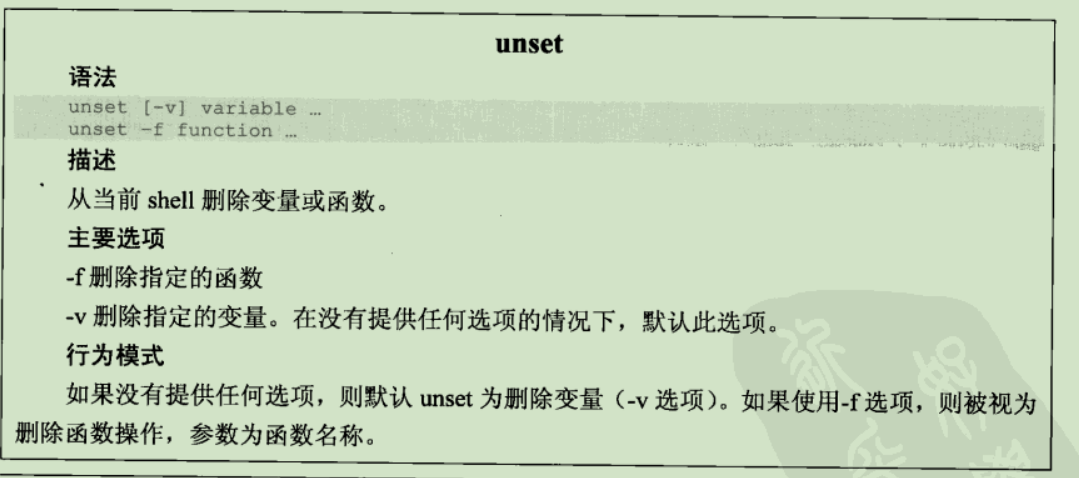 unset
语法
unset [-v] variable …
unset -f function …
描述
从当前 shell 删除变量或函数。
主要选项
-f 删除指定的函数
-v 删除指定的变量。在没有提供任何选项的情况下，默认此选项。
行为模式
如果没有提供任何选项，则默认 unset 为删除变量（-v 选项）。如果使用-f 选项，则被视为
删除函数操作，参数为函数名称。